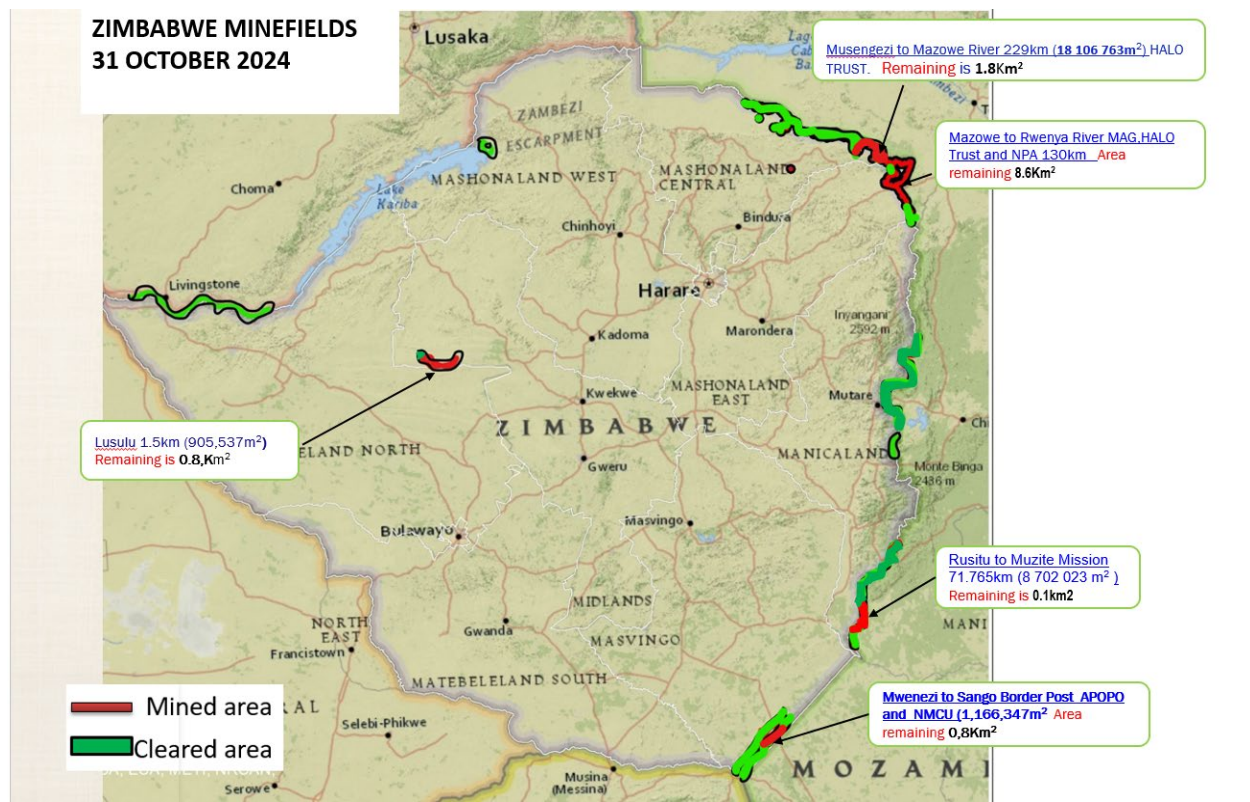 ZIMBABWE MINEFIELDS
31 OCTOBER 2024
Musengezi to Mazowe River 229km (18 106 763m²) HALO
TRUST. Remaining is 1.8Km²
Mazowe to Rwenya River MAG,HALO
Trust and NPA 130km Area
remaining 8.6Km²
Lusaka
ZAMBEZI
ESCARPMENT
Choma
Lake
Kariba
MASHONALAND WEST
MASHONALAND
CENTRAL
Chinhoyi
Bindura
Livingstone
Harare
Inyangani
2592 m
Kadoma
Marondera
Kwekwe
MASHONALAND
EAST
Mutare
Lusulu 1.5km (905,537m²)
Remaining is 0.8,Km²
ELAND NORTH
ZIMBABWE
Gweru
MANICALAND
Monte Binga
2436 m
Masvingo
Bulawayo
Rusitu to Muzite Mission
71.765km (8 702 023 m² )
Remaining is 0.1km2
MIDLANDS
MANI
NORTH
EAST
Gwanda
MASVINGO
Francistown
MATEBELELAND SOUTH
Mwenezi to Sango Border Post APOPO
and NMCU (1,166,347m² Area
remaining 0,8Km²
Mined area
RAL
Selebi-Phikwe
Cleared area
MOZAM
Musina
(Messina)
Serowe